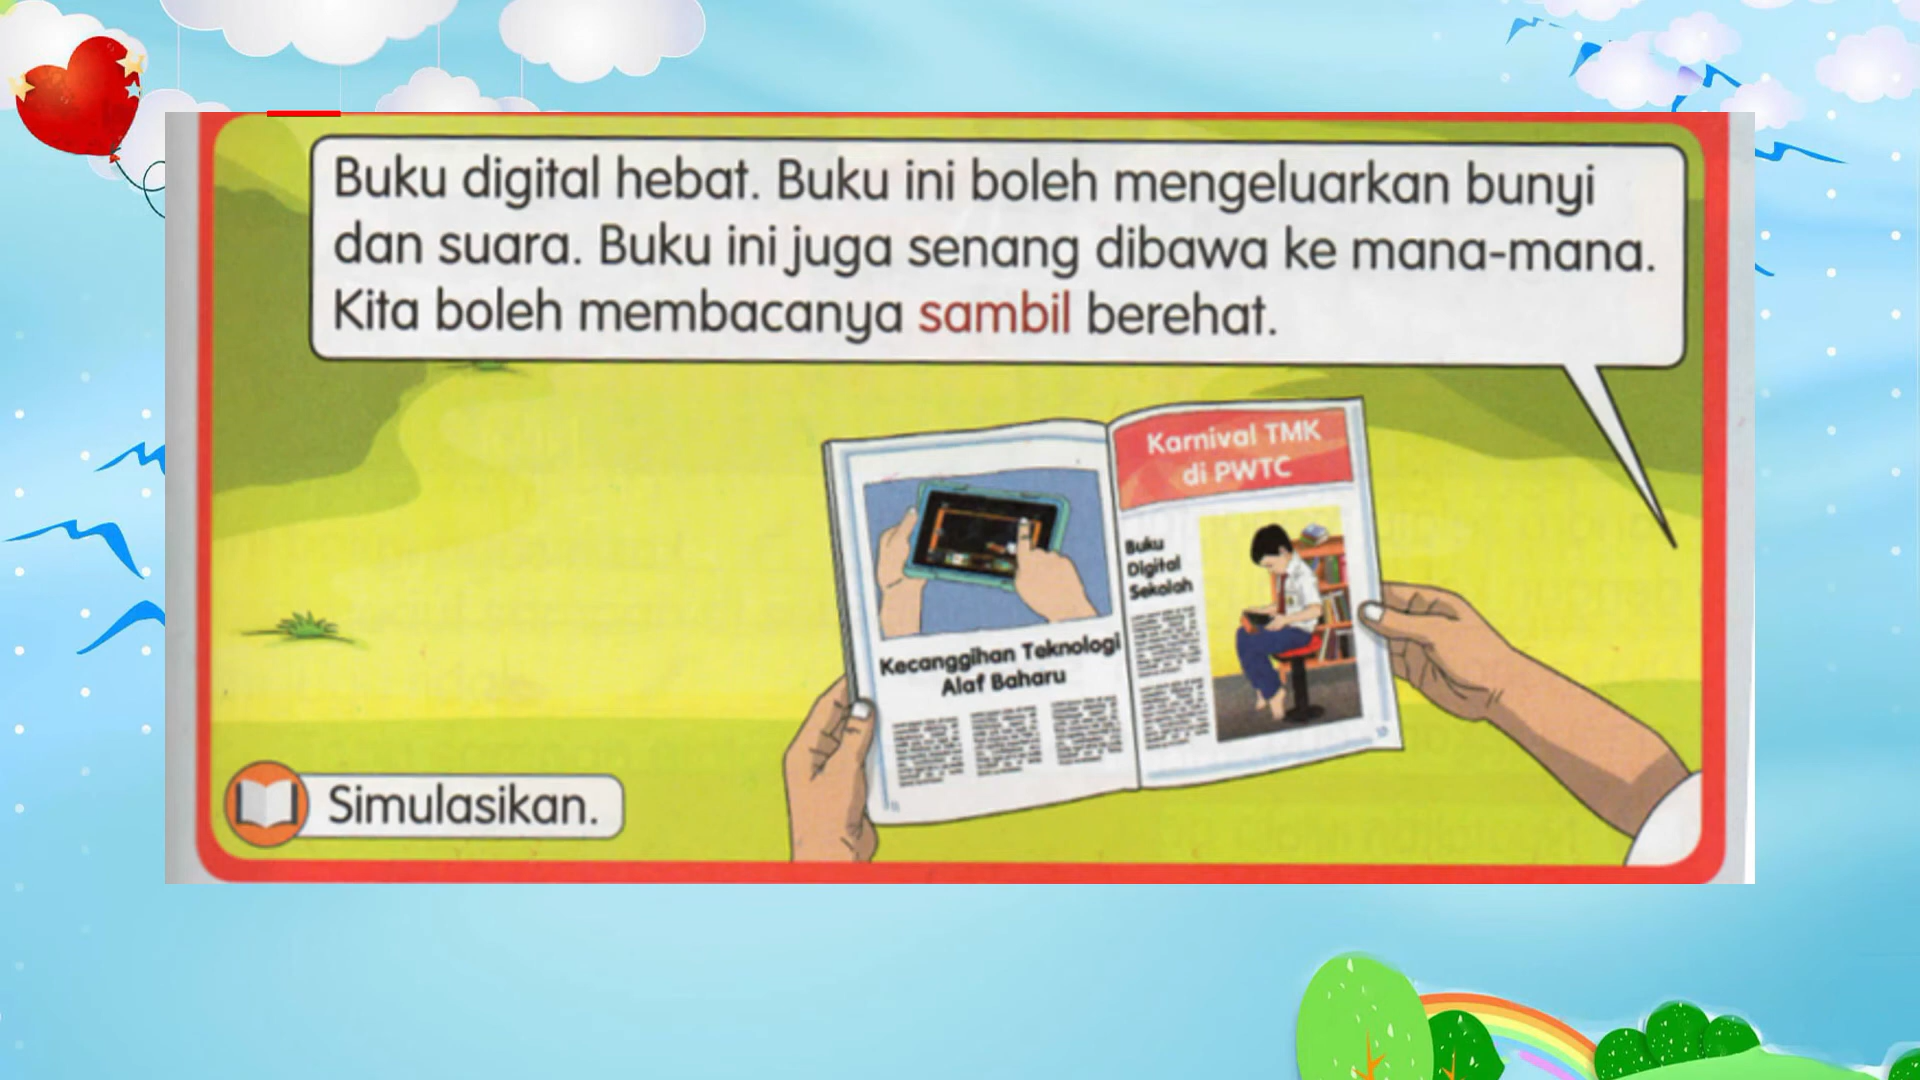 Buku digital hebat. Buku ini boleh mengeluarkan bunyi
dan suara. Buku ini juga senang dibawa ke mana-mana.
Kita boleh membacanya sambil berehat.
Kecanggihan Teknologi
Alaf Baharu
Karnival TMK
di PWTC
Buku
Digital
Sekolah
Simulasikan.